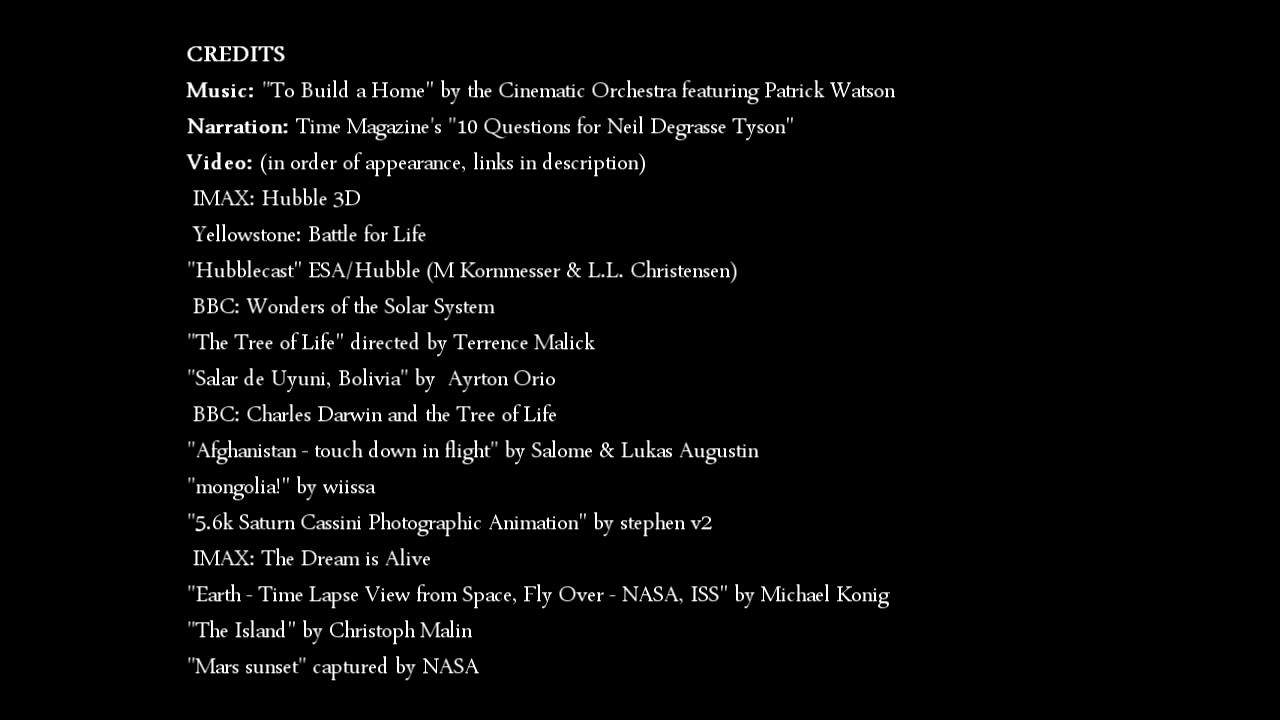 CREDITS
Music: "To Build a Home" by the Cinematic Orchestra featuring Patrick Watson
Narration: Time Magazine's "10 Questions for Neil Degrasse Tyson"
Video: (in order of appearance, links in description)
IMAX: Hubble 3D
Yellowstone: Battle for Life
"Hubblecast" ESA/Hubble (M Kornmesser & L.L. Christensen)
BBC: Wonders of the Solar System
"The Tree of Life" directed by Terrence Malick
"Salar de Uyuni, Bolivia" by  Ayrton Orio
BBC: Charles Darwin and the Tree of Life
"Afghanistan - touch down in flight" by Salome & Lukas Augustin
"mongolia!" by wiissa
"5.6k Saturn Cassini Photographic Animation" by stephen v2
IMAX: The Dream is Alive
"Earth - Time Lapse View from Space, Fly Over - NASA, ISS" by Michael Konig
"The Island" by Christoph Malin
"Mars sunset" captured by NASA